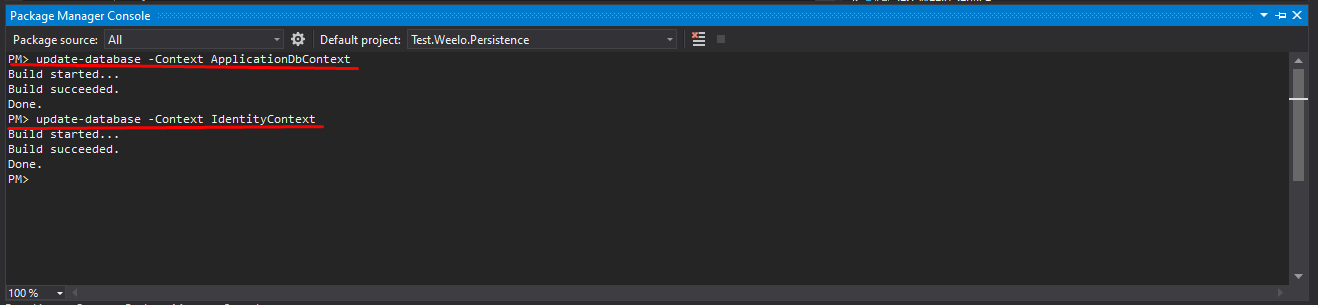 Package Manager Console
Package source: All Default project: Test.Weelo.Persistence
PM> update-database -Context ApplicationDbContext
Build started...
Build succeeded.
Done.
PM> update-database -Context IdentityContext
Build started...
Build succeeded.
Done.
PM>
100 %